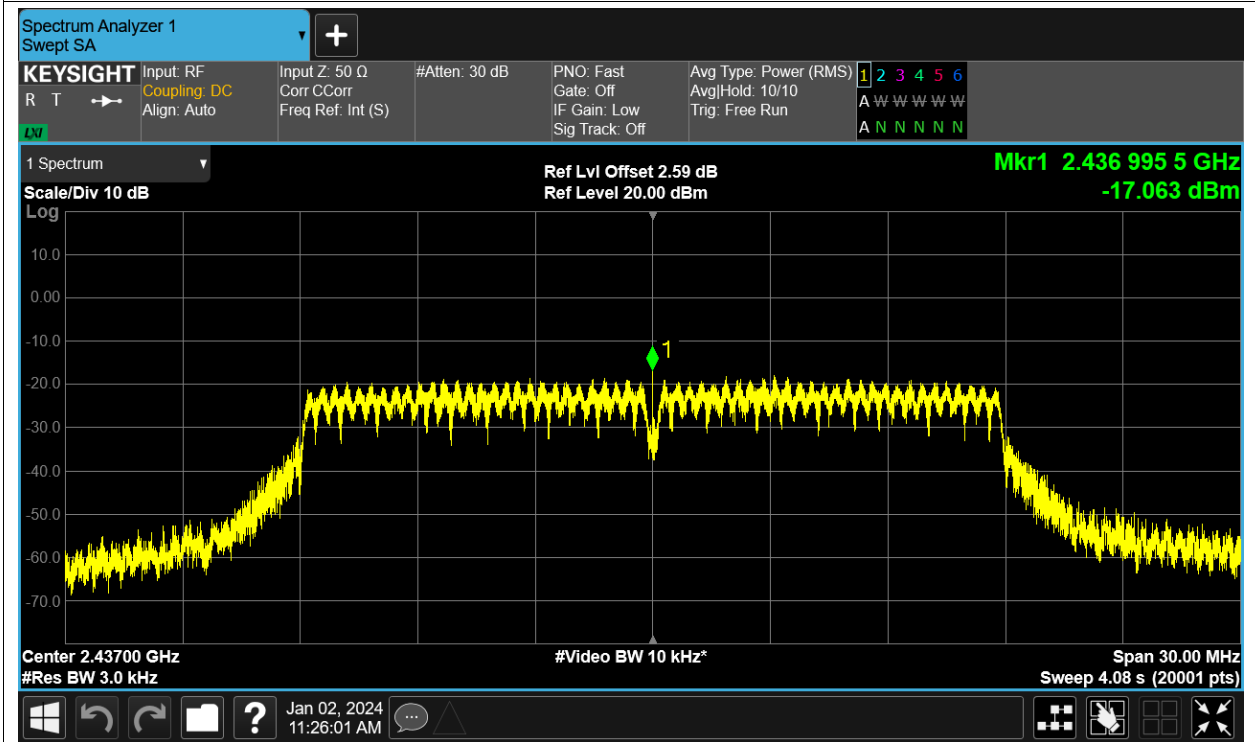 Spectrum Analyzer 1
Swept SA
+
KEYSIGHT
R T
LXI
Input: RF
Coupling: DC
Align: Auto
Input Z: 50 Ω
Corr CCorr
Freq Ref: Int (S)
#Atten: 30 dB
PNO: Fast
Gate: Off
IF Gain: Low
Sig Track: Off
Avg Type: Power (RMS)
Avg|Hold: 10/10
Trig: Free Run
1 2 3 4 5 6
A W W W W W
A N N N N N
1 Spectrum
Scale/Div 10 dB
Log
Ref Lvl Offset 2.59 dB
Ref Level 20.00 dBm
Mkr1 2.436 995 5 GHz
-17.063 dBm
10.0
0.00
-10.0
-20.0
-30.0
-40.0
-50.0
-60.0
-70.0
1
Center 2.43700 GHz
#Res BW 3.0 kHz
#Video BW 10 kHz*
Span 30.00 MHz
Sweep 4.08 s (20001 pts)
?
Jan 02, 2024
11:26:01 AM